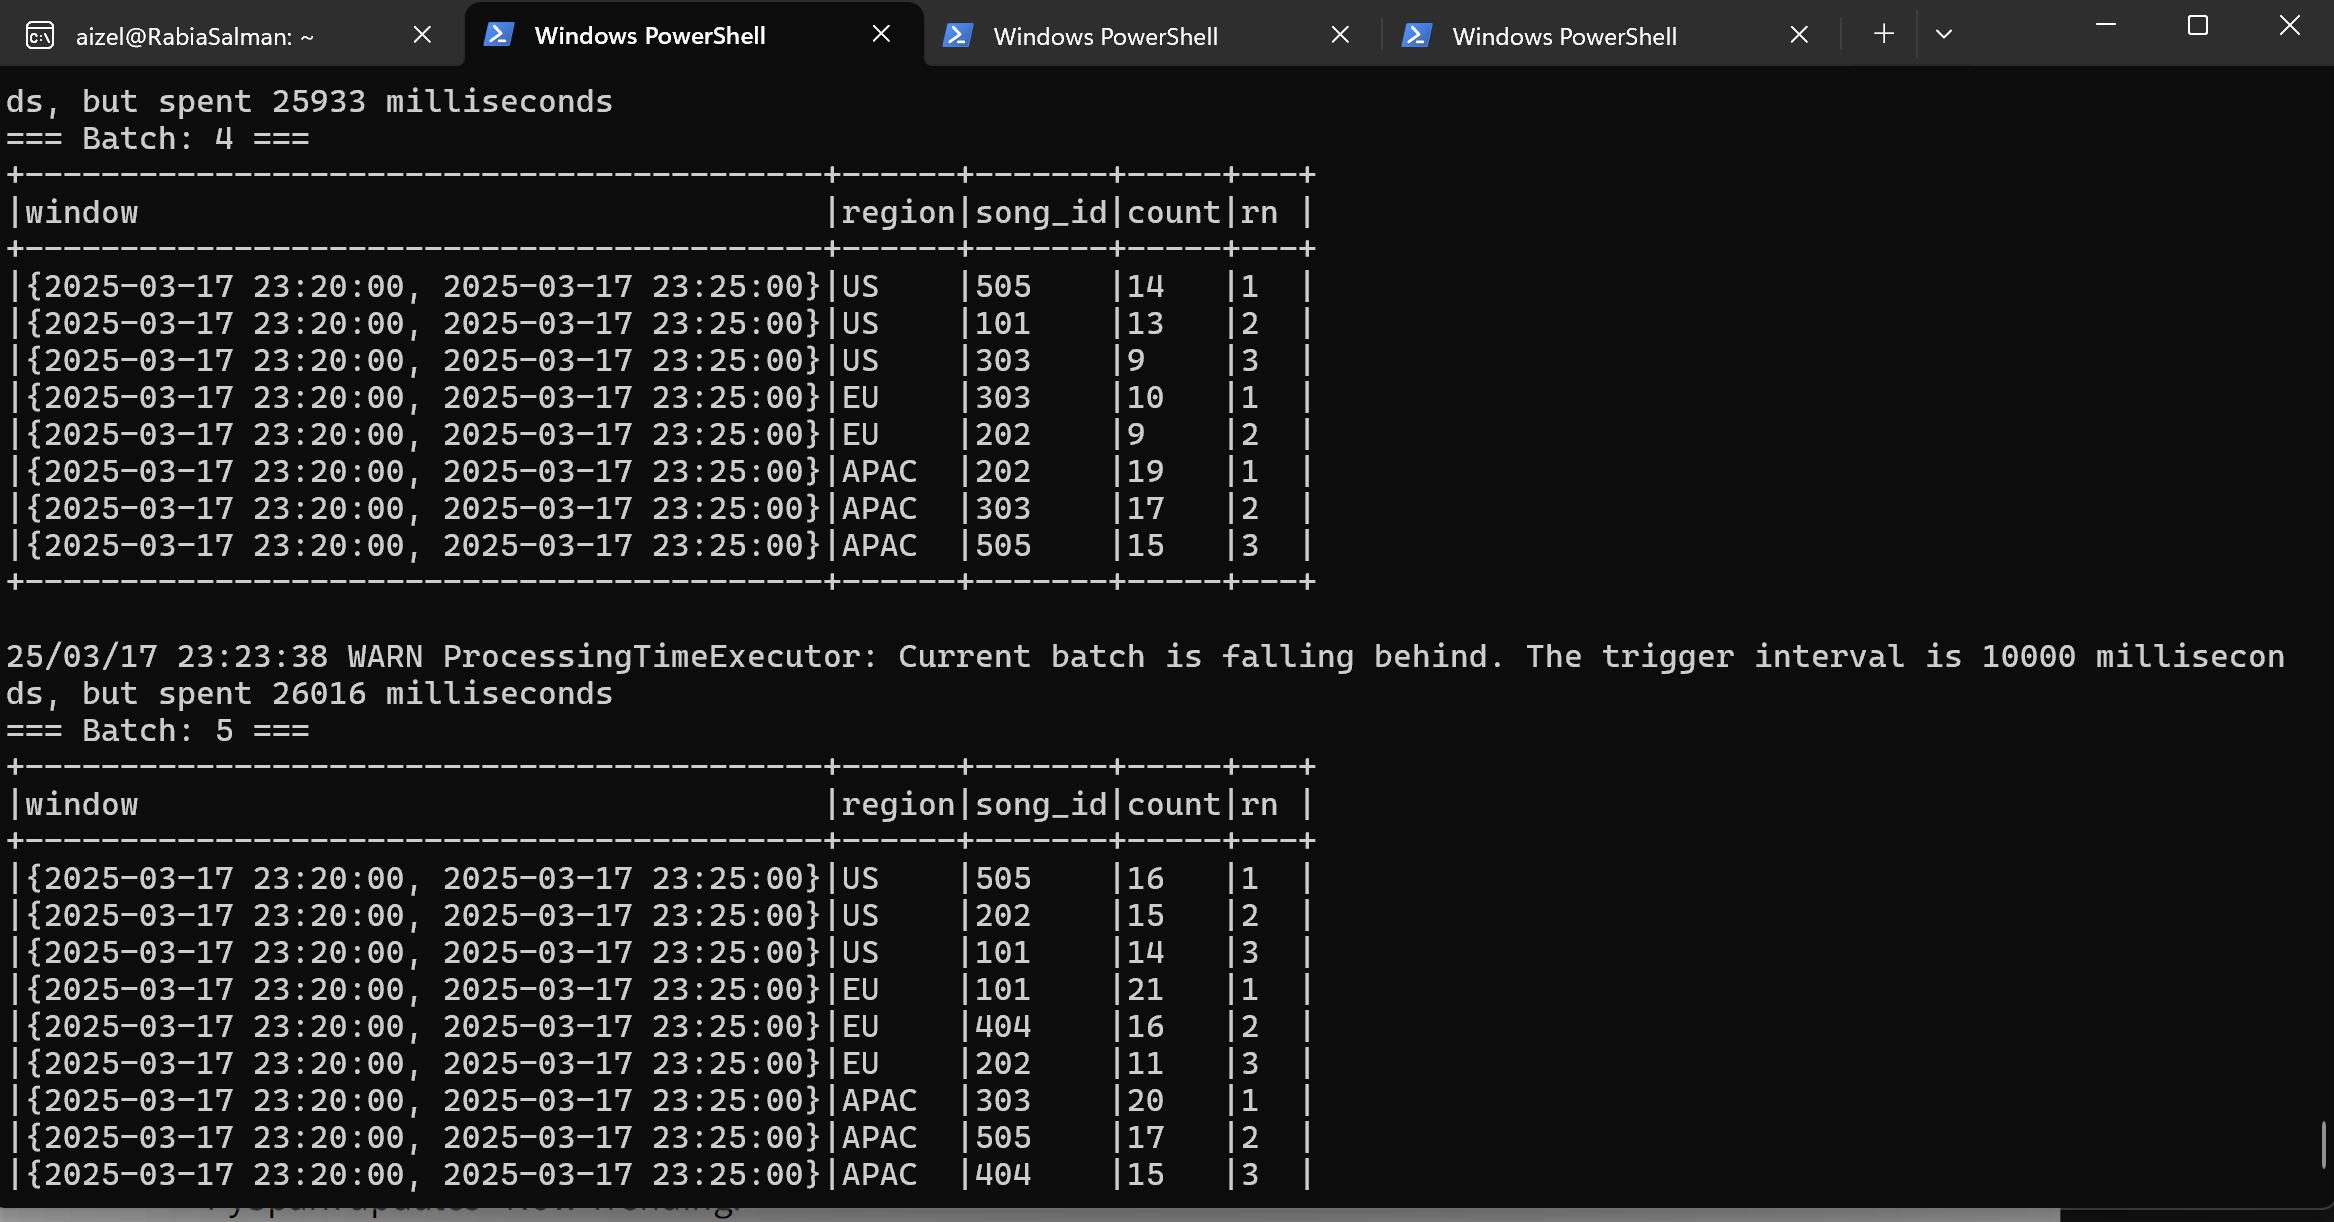 aizel@RabiaSalman: ~ Windows PowerShell Windows PowerShell Windows PowerShell
ds, but spent 25933 milliseconds
=== Batch: 4 ===
+------------------------------------------+------+-------+-----+---+
|window                                    |region|song_id|count|rn |
+------------------------------------------+------+-------+-----+---+
|{2025-03-17 23:20:00, 2025-03-17 23:25:00}|US    |505    |14   |1  |
|{2025-03-17 23:20:00, 2025-03-17 23:25:00}|US    |101    |13   |2  |
|{2025-03-17 23:20:00, 2025-03-17 23:25:00}|US    |303    |9    |3  |
|{2025-03-17 23:20:00, 2025-03-17 23:25:00}|EU    |303    |10   |1  |
|{2025-03-17 23:20:00, 2025-03-17 23:25:00}|EU    |202    |9    |2  |
|{2025-03-17 23:20:00, 2025-03-17 23:25:00}|APAC  |202    |19   |1  |
|{2025-03-17 23:20:00, 2025-03-17 23:25:00}|APAC  |303    |17   |2  |
|{2025-03-17 23:20:00, 2025-03-17 23:25:00}|APAC  |505    |15   |3  |
+------------------------------------------+------+-------+-----+---+
25/03/17 23:23:38 WARN ProcessingTimeExecutor: Current batch is falling behind. The trigger interval is 10000 millisecon
ds, but spent 26016 milliseconds
=== Batch: 5 ===
+------------------------------------------+------+-------+-----+---+
|window                                    |region|song_id|count|rn |
+------------------------------------------+------+-------+-----+---+
|{2025-03-17 23:20:00, 2025-03-17 23:25:00}|US    |505    |16   |1  |
|{2025-03-17 23:20:00, 2025-03-17 23:25:00}|US    |202    |15   |2  |
|{2025-03-17 23:20:00, 2025-03-17 23:25:00}|US    |101    |14   |3  |
|{2025-03-17 23:20:00, 2025-03-17 23:25:00}|EU    |101    |21   |1  |
|{2025-03-17 23:20:00, 2025-03-17 23:25:00}|EU    |404    |16   |2  |
|{2025-03-17 23:20:00, 2025-03-17 23:25:00}|EU    |202    |11   |3  |
|{2025-03-17 23:20:00, 2025-03-17 23:25:00}|APAC  |303    |20   |1  |
|{2025-03-17 23:20:00, 2025-03-17 23:25:00}|APAC  |505    |17   |2  |
|{2025-03-17 23:20:00, 2025-03-17 23:25:00}|APAC  |404    |15   |3  |